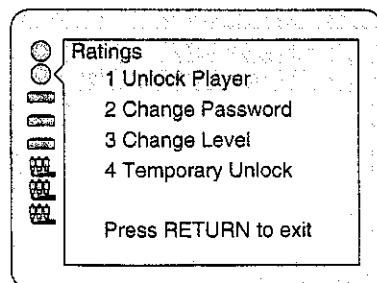 Ratings
1 Unlock Player
2 Change Password
3 Change Level
4 Temporary Unlock
Press RETURN to exit